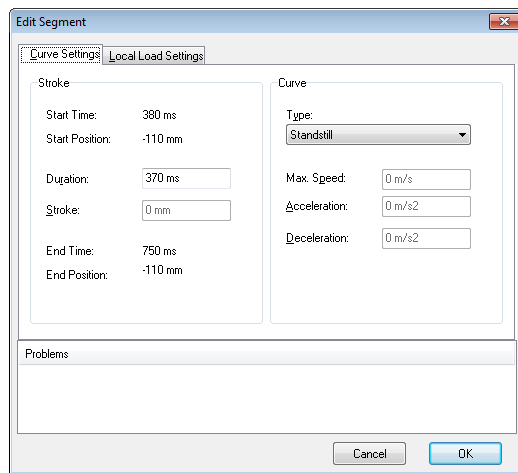 Edit Segment
Curve Settings
Local Load Settings
Stroke
Start Time: 380 ms
Start Position: -110 mm
Duration: 370 ms
Stroke: 0 mm
End Time: 750 ms
End Position: -110 mm
Curve
Type:
Standstill
Max. Speed: 0 m/s
Acceleration: 0 m/s2
Deceleration: 0 m/s2
Problems
Cancel
OK